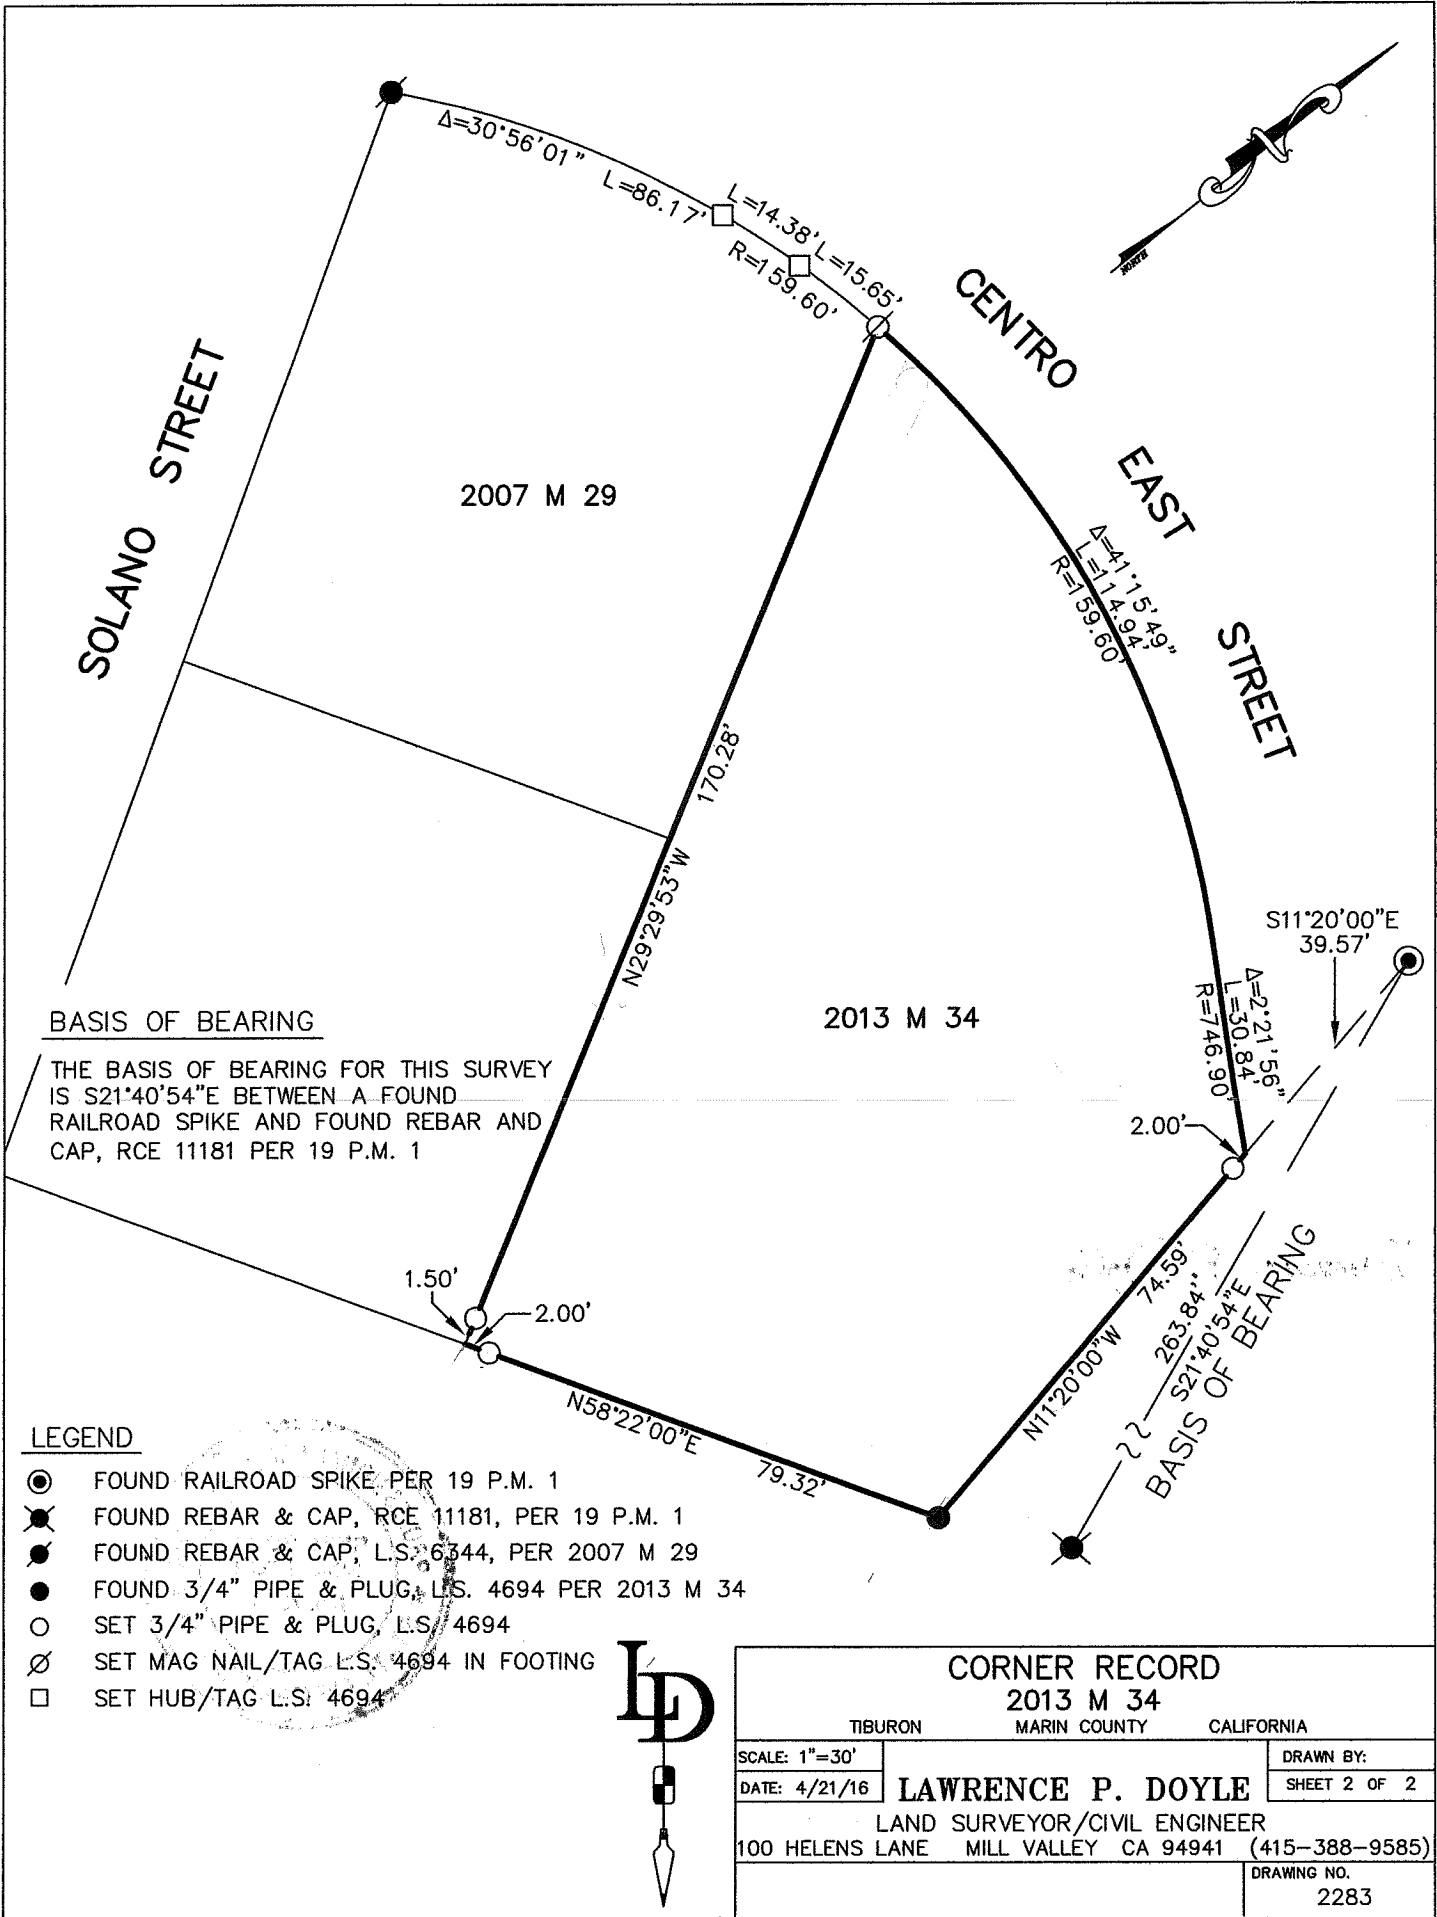 Δ=30°56'01"
L=86.17'
L=14.38'
R=159.60'
L=15.65'
NORTH
CENTRO
EAST
STREET
SOLANO STREET
2007 M 29
Δ=41°15'49"
L=114.94'
R=159.60'
170.28'
N29°29'53"W
S11°20'00"E
39.57'
2013 M 34
Δ=2°21'56"
L=30.84'
R=746.90'
BASIS OF BEARING
THE BASIS OF BEARING FOR THIS SURVEY
IS S21°40'54"E BETWEEN A FOUND
RAILROAD SPIKE AND FOUND REBAR AND
CAP, RCE 11181 PER 19 P.M. 1
2.00'
1.50'
2.00'
74.59'
N11°20'00"W
263.84'
S21°40'54"E
BASIS OF BEARING
N58°22'00"E
79.32'
LEGEND
FOUND RAILROAD SPIKE PER 19 P.M. 1
FOUND REBAR & CAP, RCE 11181, PER 19 P.M. 1
FOUND REBAR & CAP, L.S. 6344, PER 2007 M 29
FOUND 3/4" PIPE & PLUG, L.S. 4694 PER 2013 M 34
SET 3/4" PIPE & PLUG, L.S. 4694
SET MAG NAIL/TAG L.S. 4694 IN FOOTING
SET HUB/TAG L.S. 4694
LD
CORNER RECORD
2013 M 34
TIBURON MARIN COUNTY CALIFORNIA
SCALE: 1"=30'
DATE: 4/21/16
LAWRENCE P. DOYLE
DRAWN BY:
SHEET 2 OF 2
LAND SURVEYOR/CIVIL ENGINEER
100 HELENS LANE MILL VALLEY CA 94941 (415-388-9585)
DRAWING NO.
2283